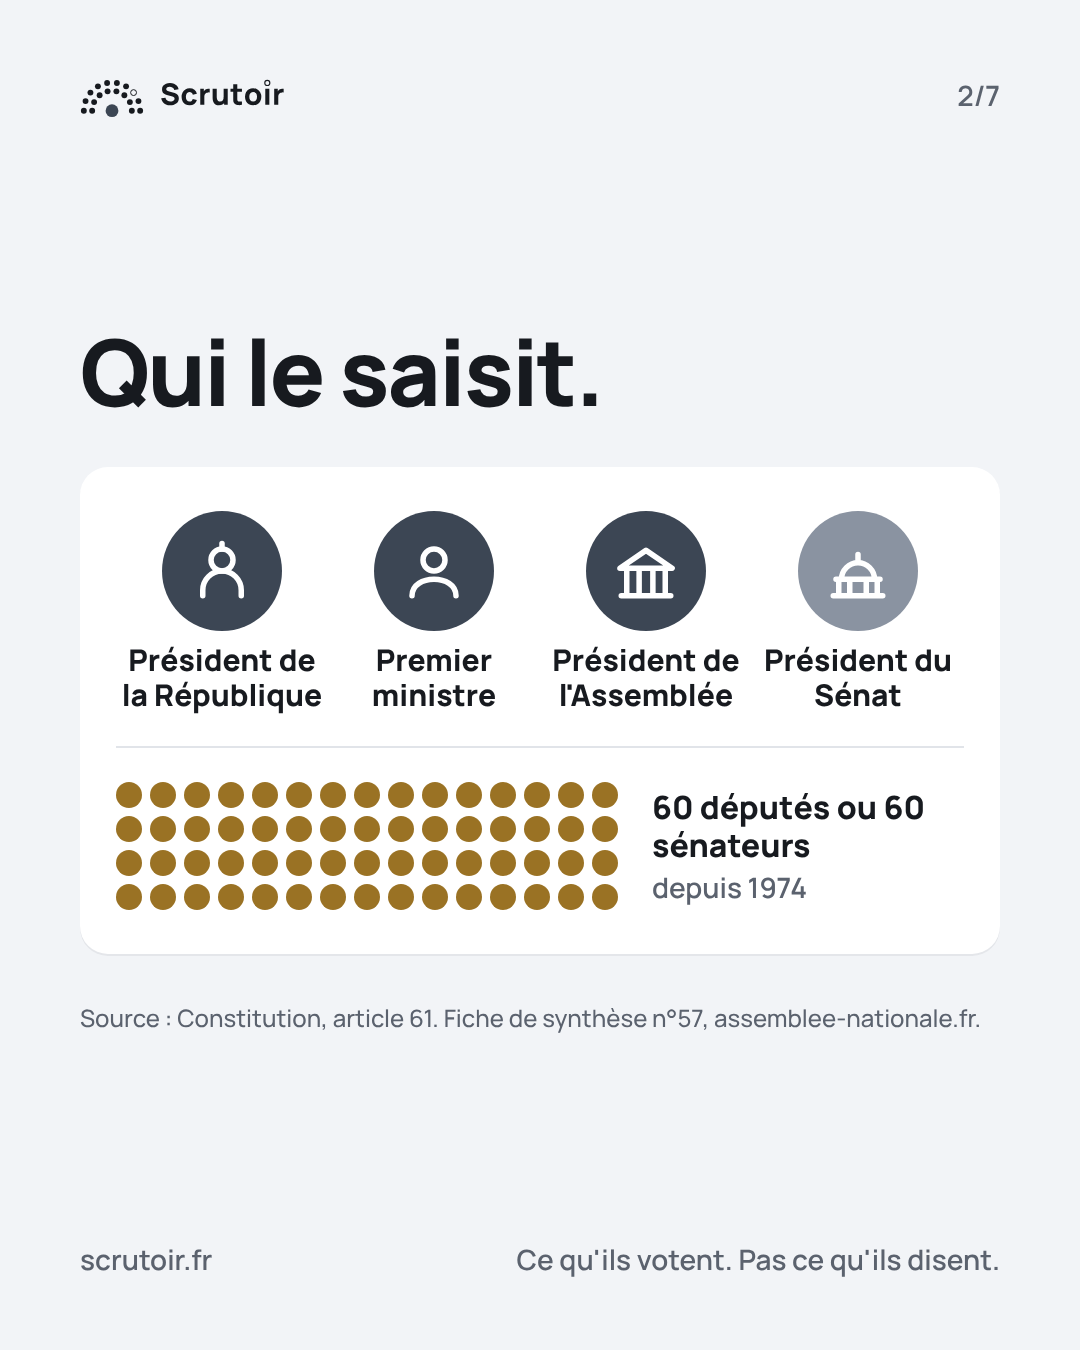 Scrutoir
2/7
Qui le saisit.
Président de
la République
Premier
ministre
Président de
l'Assemblée
Président du
Sénat
60 députés ou 60
sénateurs
depuis 1974
Source : Constitution, article 61. Fiche de synthèse n°57, assemblee-nationale.fr.
scrutoir.fr
Ce qu'ils votent. Pas ce qu'ils disent.